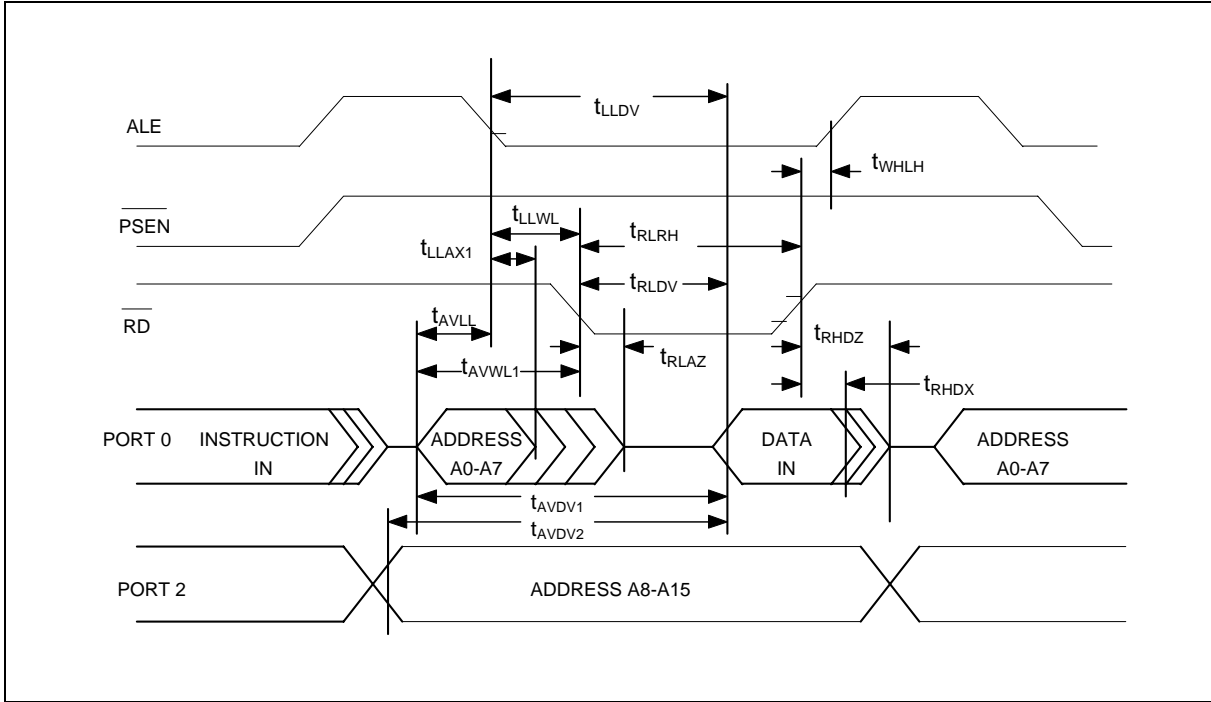 ALE
tLLDV
tWHLH
PSEN
tLLWL
tRLRH
tLLAX1
tRLDV
RD
tAVLL
tRHDZ
tRLAZ
tAVWL1
tRHDX
PORT 0
INSTRUCTION
IN
ADDRESS
A0-A7
DATA
IN
ADDRESS
A0-A7
tAVDV1
tAVDV2
PORT 2
ADDRESS A8-A15